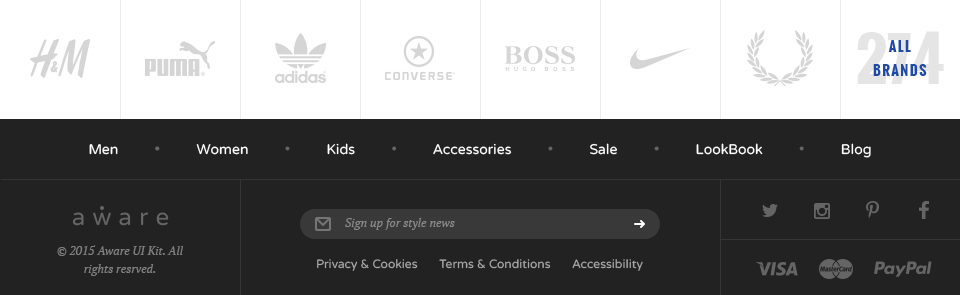 H&M
PUMA
adidas
CONVERSE
BOSS
HUGO BOSS
274
ALL
BRANDS
Men • Women • Kids • Accessories • Sale • LookBook • Blog
aware
© 2015 Aware UI Kit. All
rights resrved.
Sign up for style news
Privacy & Cookies Terms & Conditions Accessibility
VISA MasterCard PayPal